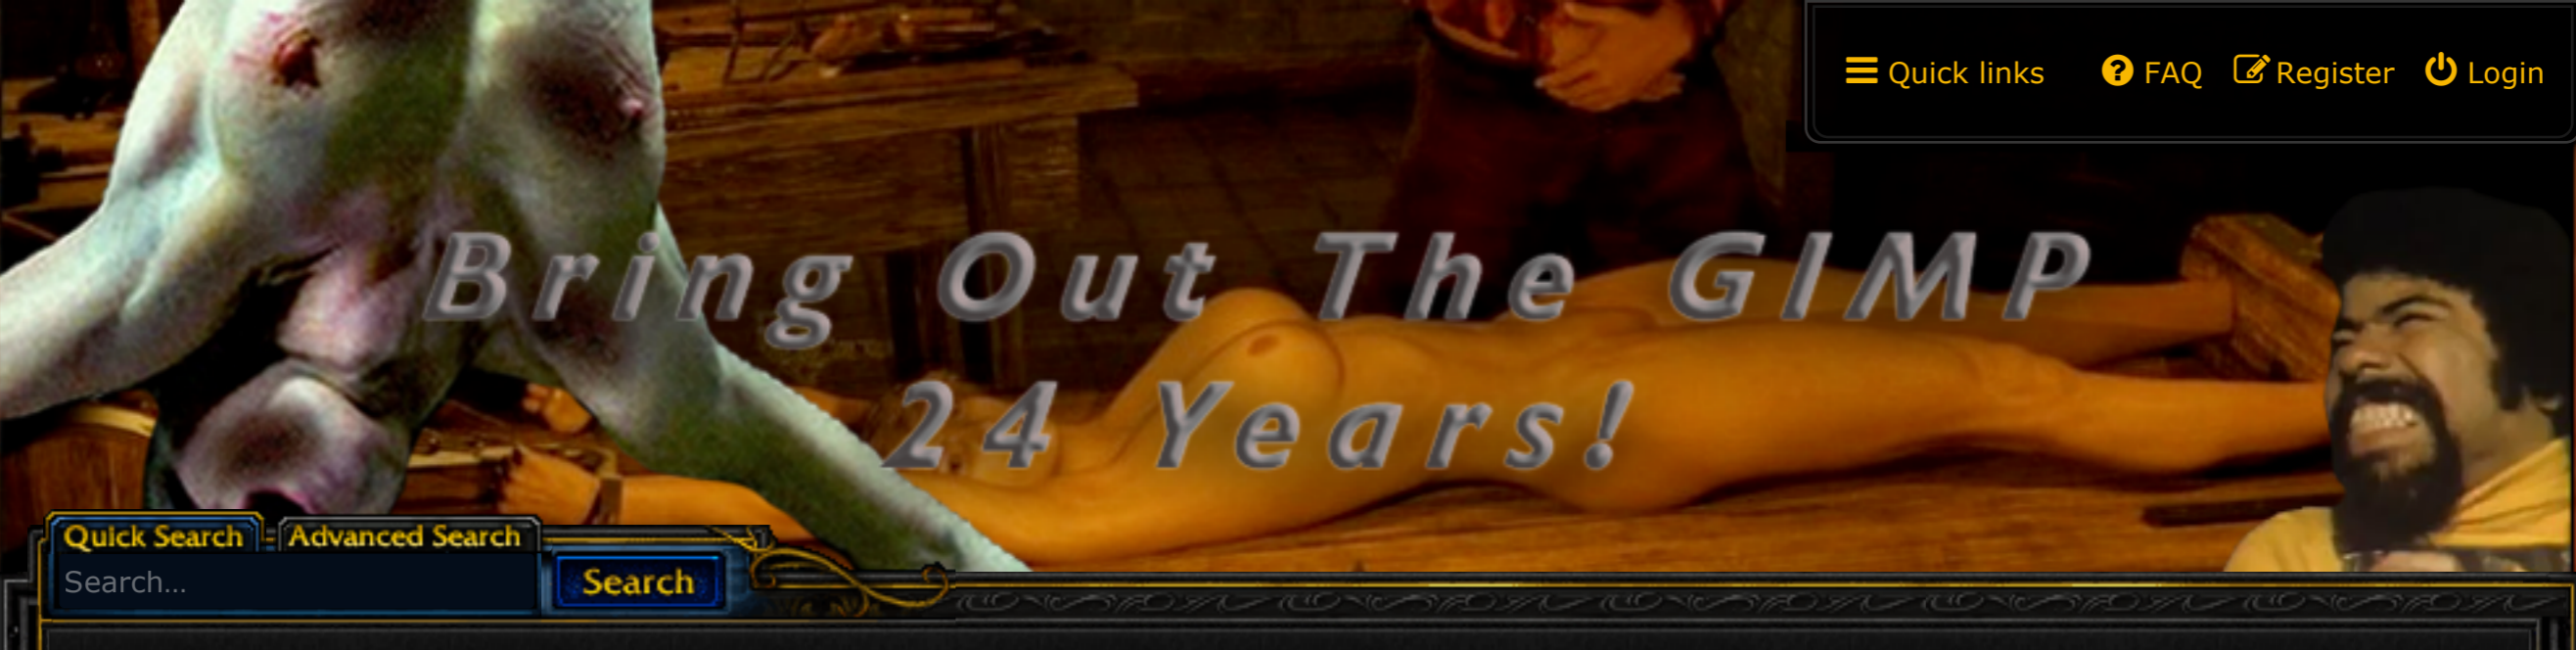 Quick links FAQ Register Login
Bring Out The GIMP
24 Years!
Quick Search Advanced Search
Search... Search